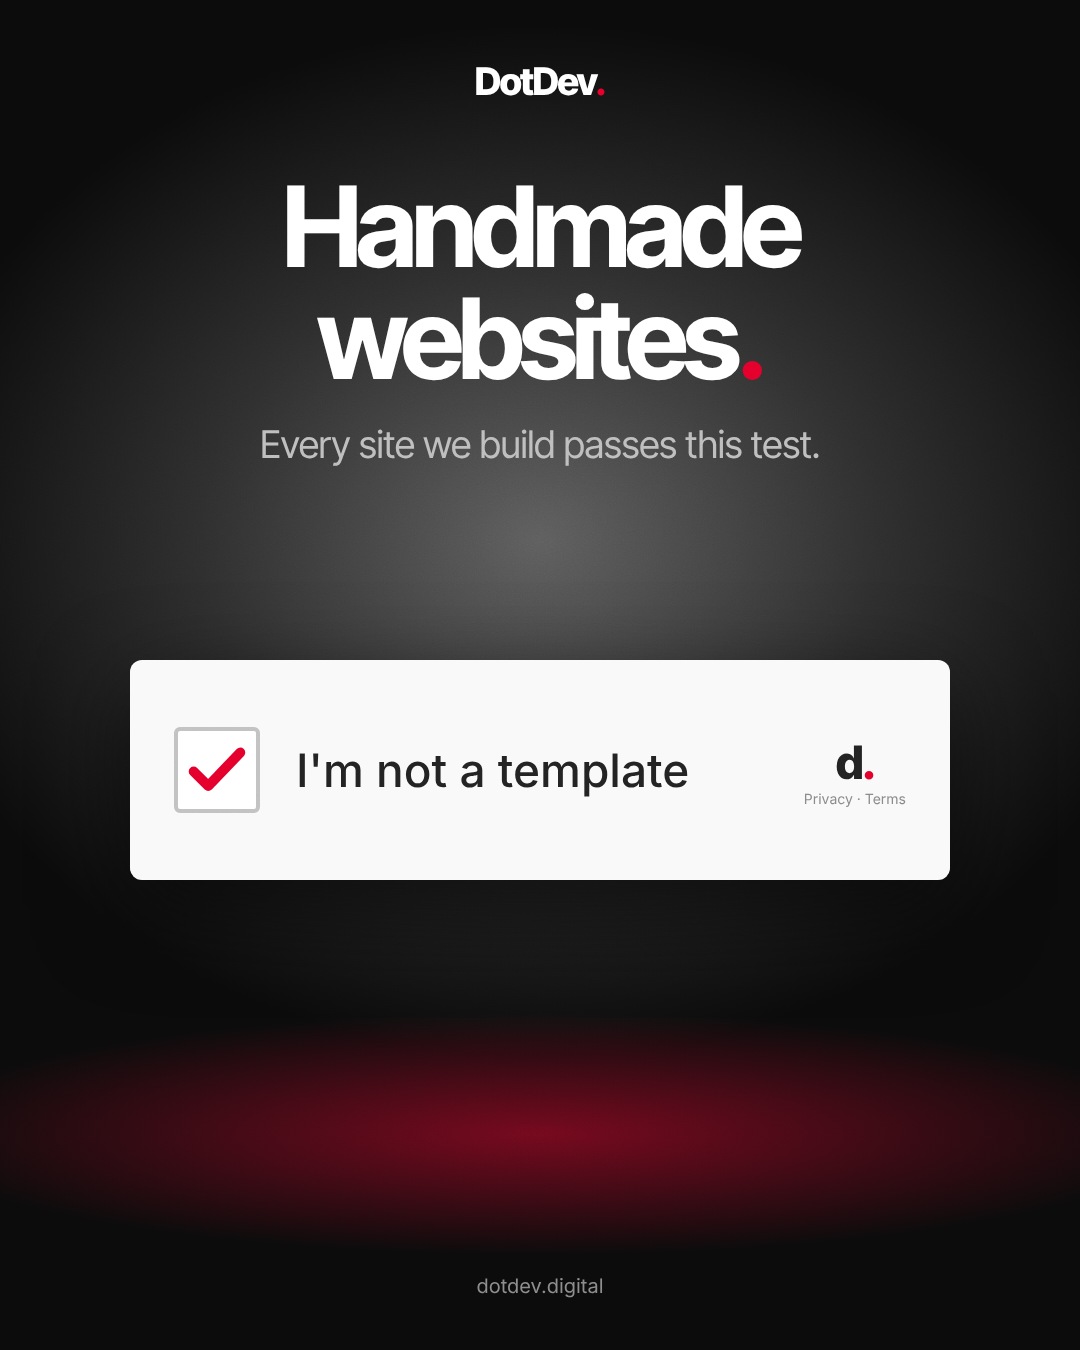 DotDev.
Handmade
websites.
Every site we build passes this test.
I'm not a template
d.
Privacy · Terms
dotdev.digital